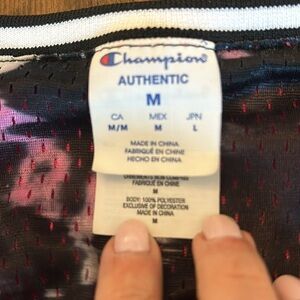 Champion
AUTHENTIC
M
CA MEX JPN
M/M M L
MADE IN CHINA
FABRIQUÉ EN CHINE
HECHO EN CHINA
FABRIQUE EN CHINE
M
BODY: 100% POLYESTER
EXCLUSIVE OF DECORATION
MADE IN CHINA
M